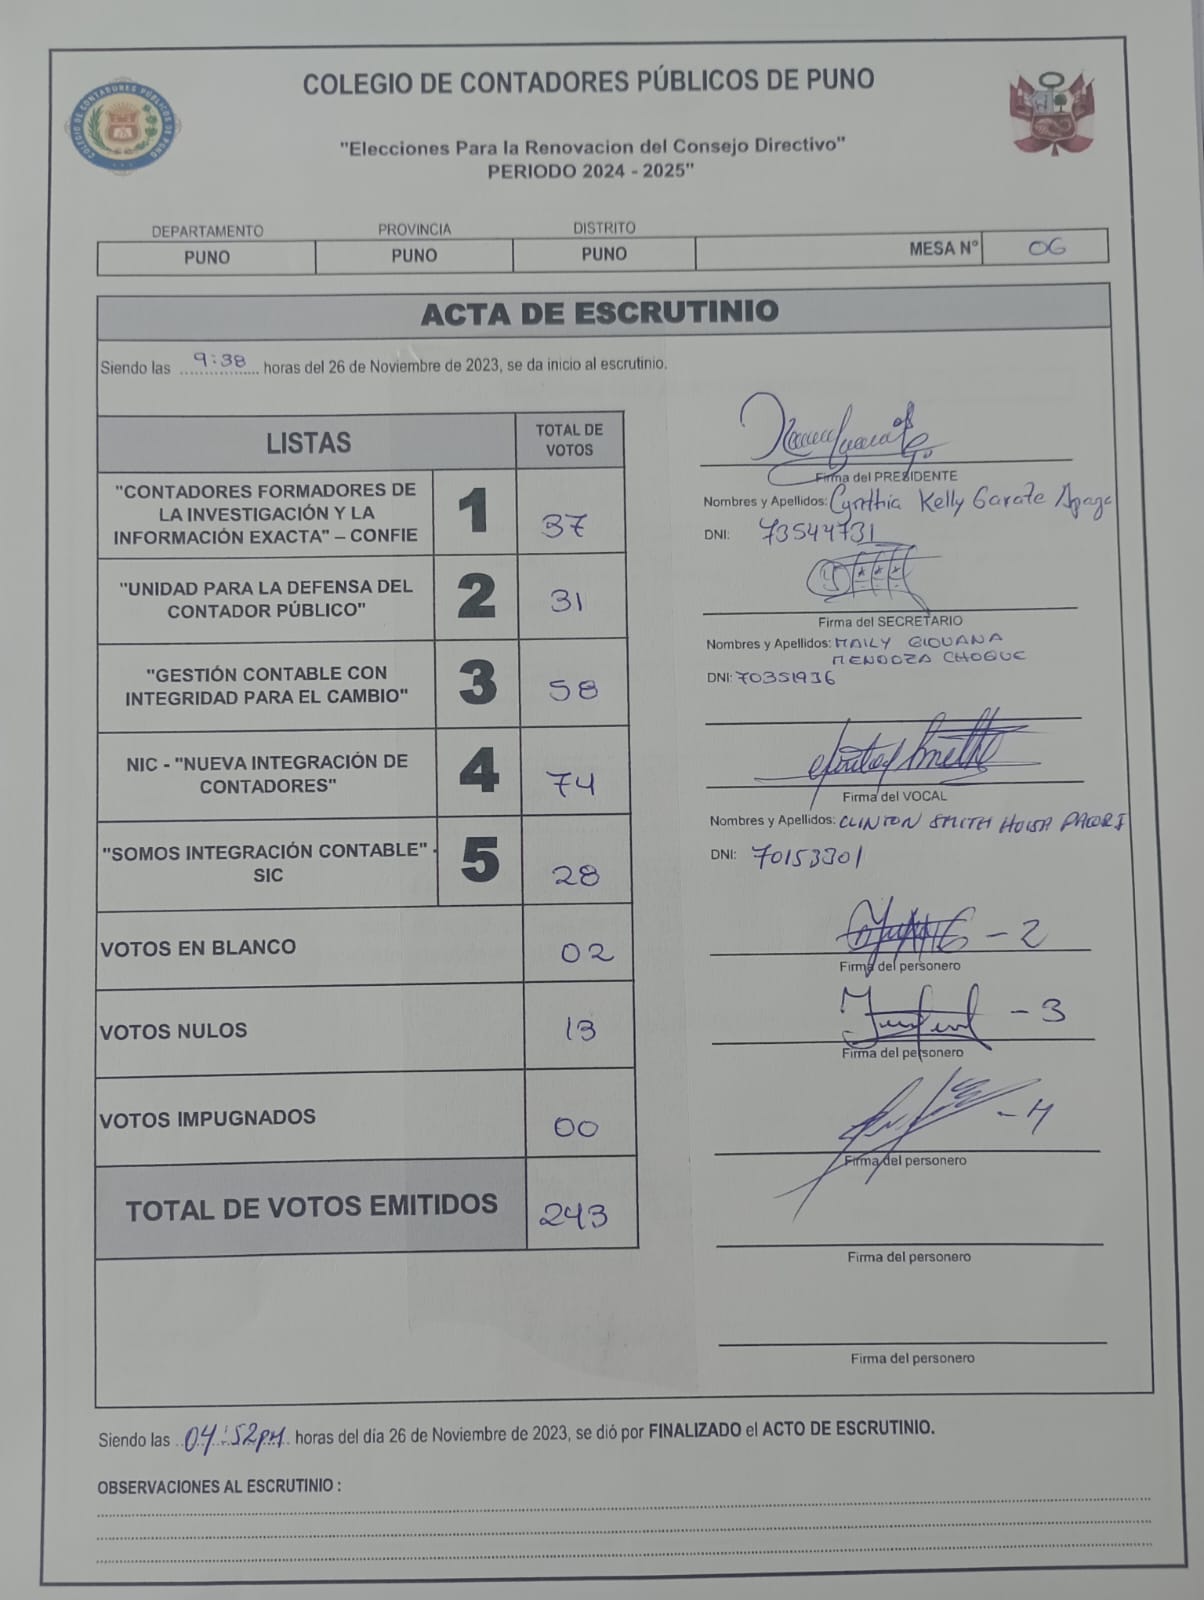 COLEGIO DE CONTADORES PÚBLICOS DE PUNO
COLEGIO DE CONTADORES PUBLICOS DE PUNO
"Elecciones Para la Renovacion del Consejo Directivo"
PERIODO 2024 - 2025"
DEPARTAMENTO PROVINCIA DISTRITO
PUNO PUNO PUNO MESA N° 06
ACTA DE ESCRUTINIO
Siendo las 9:38 horas del 26 de Noviembre de 2023, se da inicio al escrutinio.
LISTAS
TOTAL DE
VOTOS
"CONTADORES FORMADORES DE
LA INVESTIGACIÓN Y LA
INFORMACIÓN EXACTA" – CONFIE
1 37
"UNIDAD PARA LA DEFENSA DEL
CONTADOR PÚBLICO"
2 31
"GESTIÓN CONTABLE CON
INTEGRIDAD PARA EL CAMBIO"
3 58
NIC - "NUEVA INTEGRACIÓN DE
CONTADORES"
4 74
"SOMOS INTEGRACIÓN CONTABLE" -
SIC
5 28
VOTOS EN BLANCO 02
VOTOS NULOS 13
VOTOS IMPUGNADOS 00
TOTAL DE VOTOS EMITIDOS 243
Firma del PRESIDENTE
Nombres y Apellidos: Cynthia Kelly Garate Apaza
DNI: 73544731
Firma del SECRETARIO
Nombres y Apellidos: MAILY GIOVANA
MENDOZA CHOQUE
DNI: 70351936
Firma del VOCAL
Nombres y Apellidos: CLINTON SMITH PACORI
DNI: 70153301
- 2
Firma del personero
- 3
Firma del personero
- 4
Firma del personero
Firma del personero
Firma del personero
Siendo las 04:52pm. horas del día 26 de Noviembre de 2023, se dió por FINALIZADO el ACTO DE ESCRUTINIO.
OBSERVACIONES AL ESCRUTINIO :